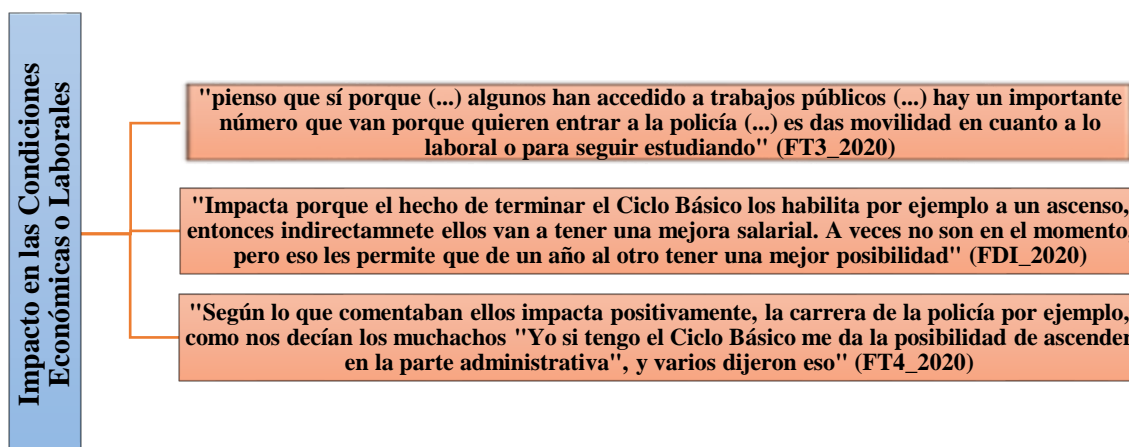 Impacto en las Condiciones
Económicas o Laborales
"pienso que sí porque (...) algunos han accedido a trabajos públicos (...) hay un importante
número que van porque quieren entrar a la policía (...) es das movilidad en cuanto a lo
laboral o para seguir estudiando" (FT3_2020)
"Impacta porque el hecho de terminar el Ciclo Básico los habilita por ejemplo a un ascenso,
entonces indirectamnete ellos van a tener una mejora salarial. A veces no son en el momento,
pero eso les permite que de un año al otro tener una mejor posibilidad" (FDI_2020)
"Según lo que comentaban ellos impacta positivamente, la carrera de la policía por ejemplo,
como nos decían los muchachos "Yo si tengo el Ciclo Básico me da la posibilidad de ascender
en la parte administrativa", y varios dijeron eso" (FT4_2020)